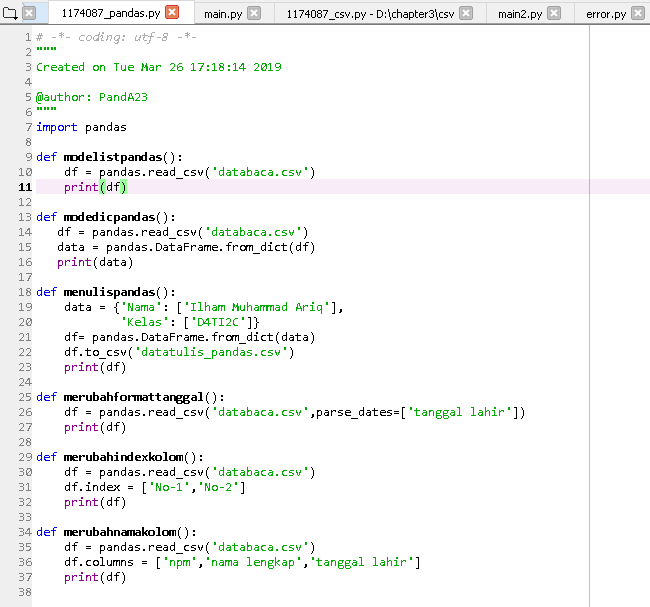 1174087_pandas.py main.py 1174087_csv.py - D:\chapter3\csv main2.py error.py
1 # -*- coding: utf-8 -*-
2 """
3 Created on Tue Mar 26 17:18:14 2019
4
5 @author: PandA23
6 """
7 import pandas
8
9 def modelistpandas():
10     df = pandas.read_csv('databaca.csv')
11     print(df)
12
13 def modedicpandas():
14    df = pandas.read_csv('databaca.csv')
15    data = pandas.DataFrame.from_dict(df)
16    print(data)
17
18 def menulispandas():
19     data = {'Nama': ['Ilham Muhammad Ariq'],
20             'Kelas': ['D4TI2C']}
21     df= pandas.DataFrame.from_dict(data)
22     df.to_csv('datatulis_pandas.csv')
23     print(df)
24
25 def merubahformattanggal():
26     df = pandas.read_csv('databaca.csv',parse_dates=['tanggal lahir'])
27     print(df)
28
29 def merubahindexkolom():
30     df = pandas.read_csv('databaca.csv')
31     df.index = ['No-1','No-2']
32     print(df)
33
34 def merubahnamakolom():
35     df = pandas.read_csv('databaca.csv')
36     df.columns = ['npm','nama lengkap','tanggal lahir']
37     print(df)
38